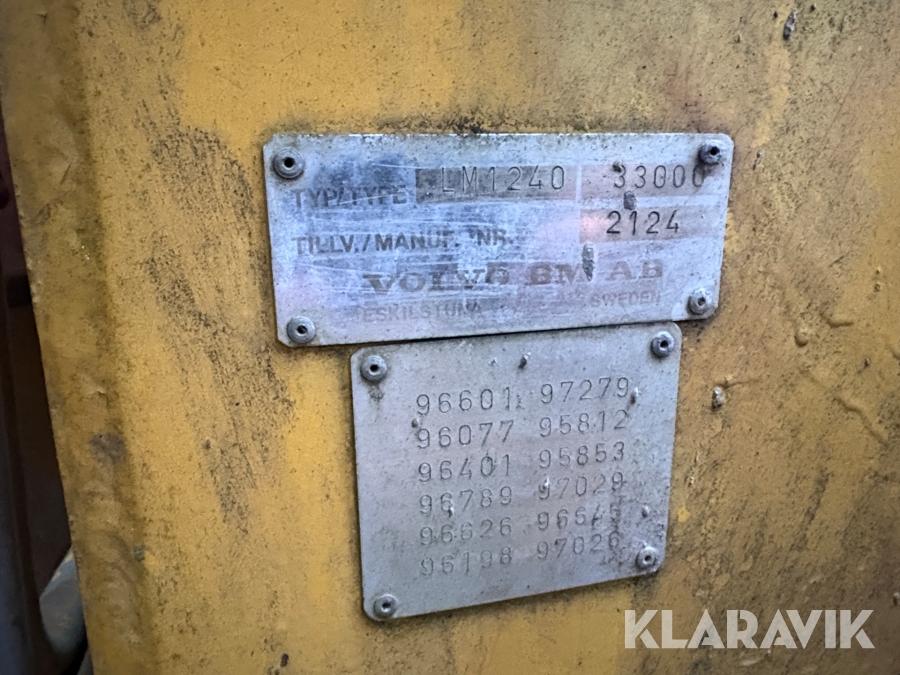 TYP/TYPE LM1240 33000
TILLV./MANUF. NR. 2124
VOLVO BM AB
ESKILSTUNA SWEDEN
96601 97279
96077 95812
96401 95853
96789 97029
96626
96198 97026
KLARAVIK